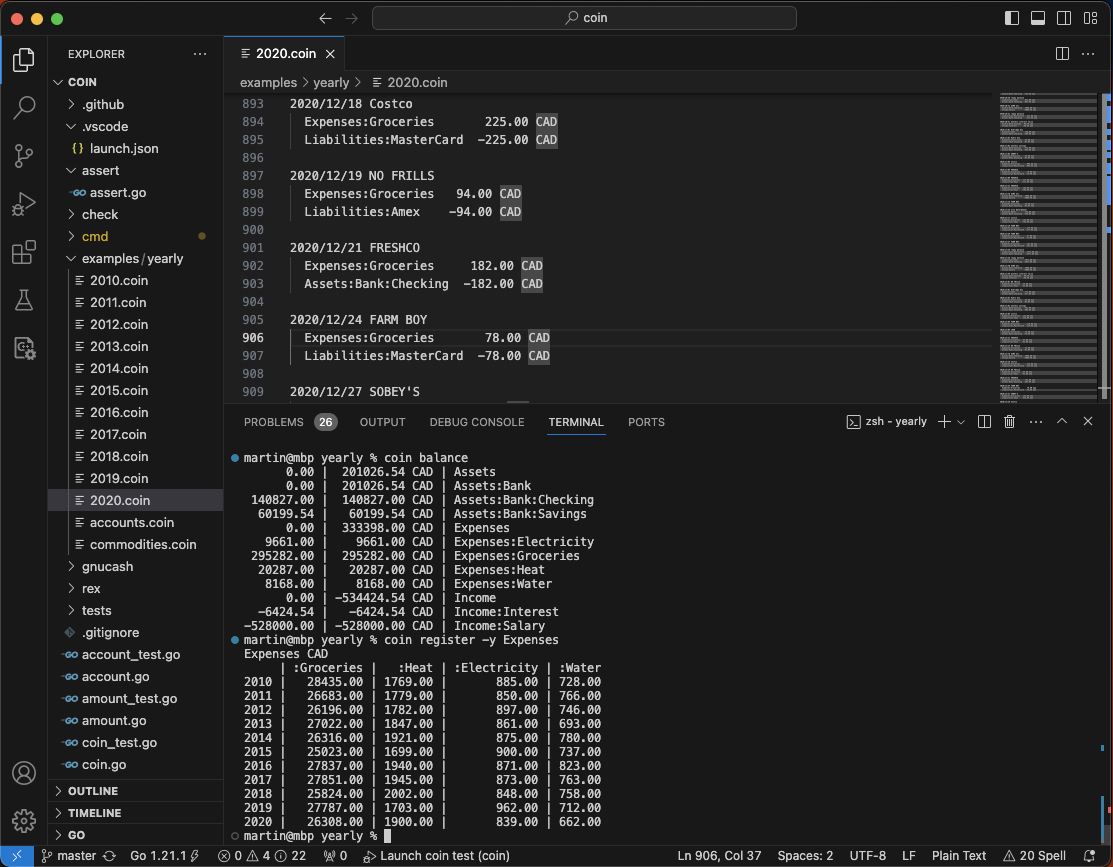 coin
EXPLORER
COIN
.github
.vscode
{} launch.json
assert
GO assert.go
check
cmd
examples/yearly
2010.coin
2011.coin
2012.coin
2013.coin
2014.coin
2015.coin
2016.coin
2017.coin
2018.coin
2019.coin
2020.coin
accounts.coin
commodities.coin
gnucash
rex
tests
.gitignore
GO account_test.go
GO account.go
GO amount_test.go
GO amount.go
GO coin_test.go
GO coin.go
OUTLINE
TIMELINE
GO
2020.coin
examples > yearly > 2020.coin
893 2020/12/18 Costco
894 Expenses:Groceries 225.00 CAD
895 Liabilities:MasterCard -225.00 CAD
896
897 2020/12/19 NO FRILLS
898 Expenses:Groceries 94.00 CAD
899 Liabilities:Amex -94.00 CAD
900
901 2020/12/21 FRESHCO
902 Expenses:Groceries 182.00 CAD
903 Assets:Bank:Checking -182.00 CAD
904
905 2020/12/24 FARM BOY
906 Expenses:Groceries 78.00 CAD
907 Liabilities:MasterCard -78.00 CAD
908
909 2020/12/27 SOBEY'S
PROBLEMS 26 OUTPUT DEBUG CONSOLE TERMINAL PORTS zsh - yearly
martin@mbp yearly % coin balance
0.00 | 201026.54 CAD | Assets
0.00 | 201026.54 CAD | Assets:Bank
140827.00 | 140827.00 CAD | Assets:Bank:Checking
60199.54 | 60199.54 CAD | Assets:Bank:Savings
0.00 | 333398.00 CAD | Expenses
9661.00 | 9661.00 CAD | Expenses:Electricity
295282.00 | 295282.00 CAD | Expenses:Groceries
20287.00 | 20287.00 CAD | Expenses:Heat
8168.00 | 8168.00 CAD | Expenses:Water
0.00 | -534424.54 CAD | Income
-6424.54 | -6424.54 CAD | Income:Interest
-528000.00 | -528000.00 CAD | Income:Salary
martin@mbp yearly % coin register -y Expenses
Expenses CAD
| :Groceries | :Heat | :Electricity | :Water
2010 | 28435.00 | 1769.00 | 885.00 | 728.00
2011 | 26683.00 | 1779.00 | 850.00 | 766.00
2012 | 26196.00 | 1782.00 | 897.00 | 746.00
2013 | 27022.00 | 1847.00 | 861.00 | 693.00
2014 | 26316.00 | 1921.00 | 875.00 | 780.00
2015 | 25023.00 | 1699.00 | 900.00 | 737.00
2016 | 27837.00 | 1940.00 | 871.00 | 823.00
2017 | 27851.00 | 1945.00 | 873.00 | 763.00
2018 | 25824.00 | 2002.00 | 848.00 | 758.00
2019 | 27787.00 | 1703.00 | 962.00 | 712.00
2020 | 26308.00 | 1900.00 | 839.00 | 662.00
martin@mbp yearly %
master Go 1.21.1 0 4 22 0 Launch coin test (coin) Ln 906, Col 37 Spaces: 2 UTF-8 LF Plain Text 20 Spell